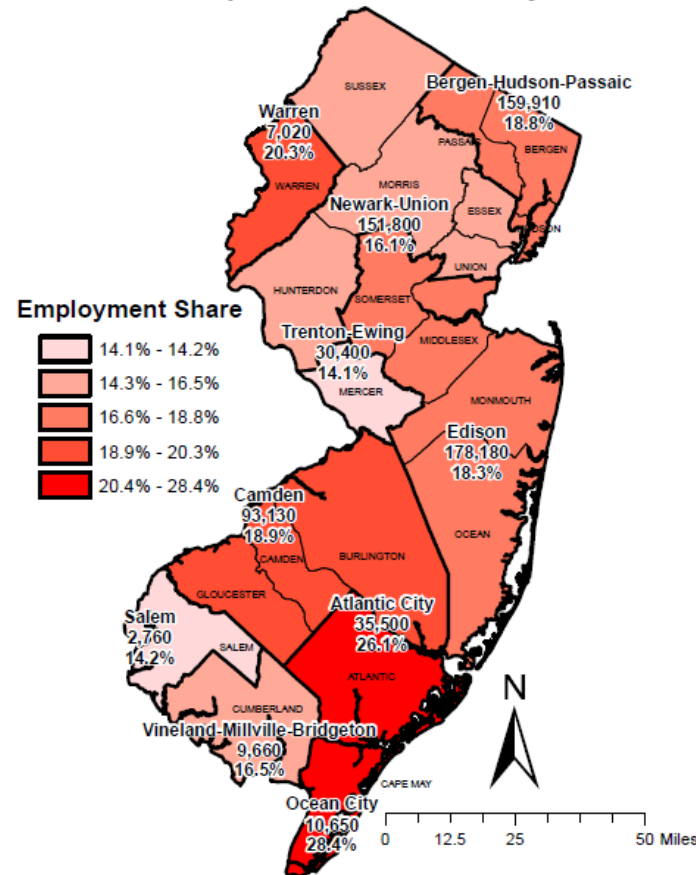 SUSSEX
Bergen-Hudson-Passaic
159,910
18.8%
Warren
7,020
20.3%
PASSAIC
BERGEN
WARREN
MORRIS
Newark-Union
151,800
16.1%
ESSEX
HUDSON
UNION
HUNTERDON
SOMERSET
Employment Share
14.1% - 14.2%
14.3% - 16.5%
16.6% - 18.8%
18.9% - 20.3%
20.4% - 28.4%
Trenton-Ewing
30,400
14.1%
MIDDLESEX
MERCER
MONMOUTH
Edison
178,180
18.3%
OCEAN
Camden
93,130
18.9%
CAMDEN
BURLINGTON
GLOUCESTER
Atlantic City
35,500
26.1%
ATLANTIC
Salem
2,760
14.2%
SALEM
CUMBERLAND
Vineland-Millville-Bridgeton
9,660
16.5%
N
CAPE MAY
Ocean City
10,650
28.4%
0 12.5 25 50 Miles